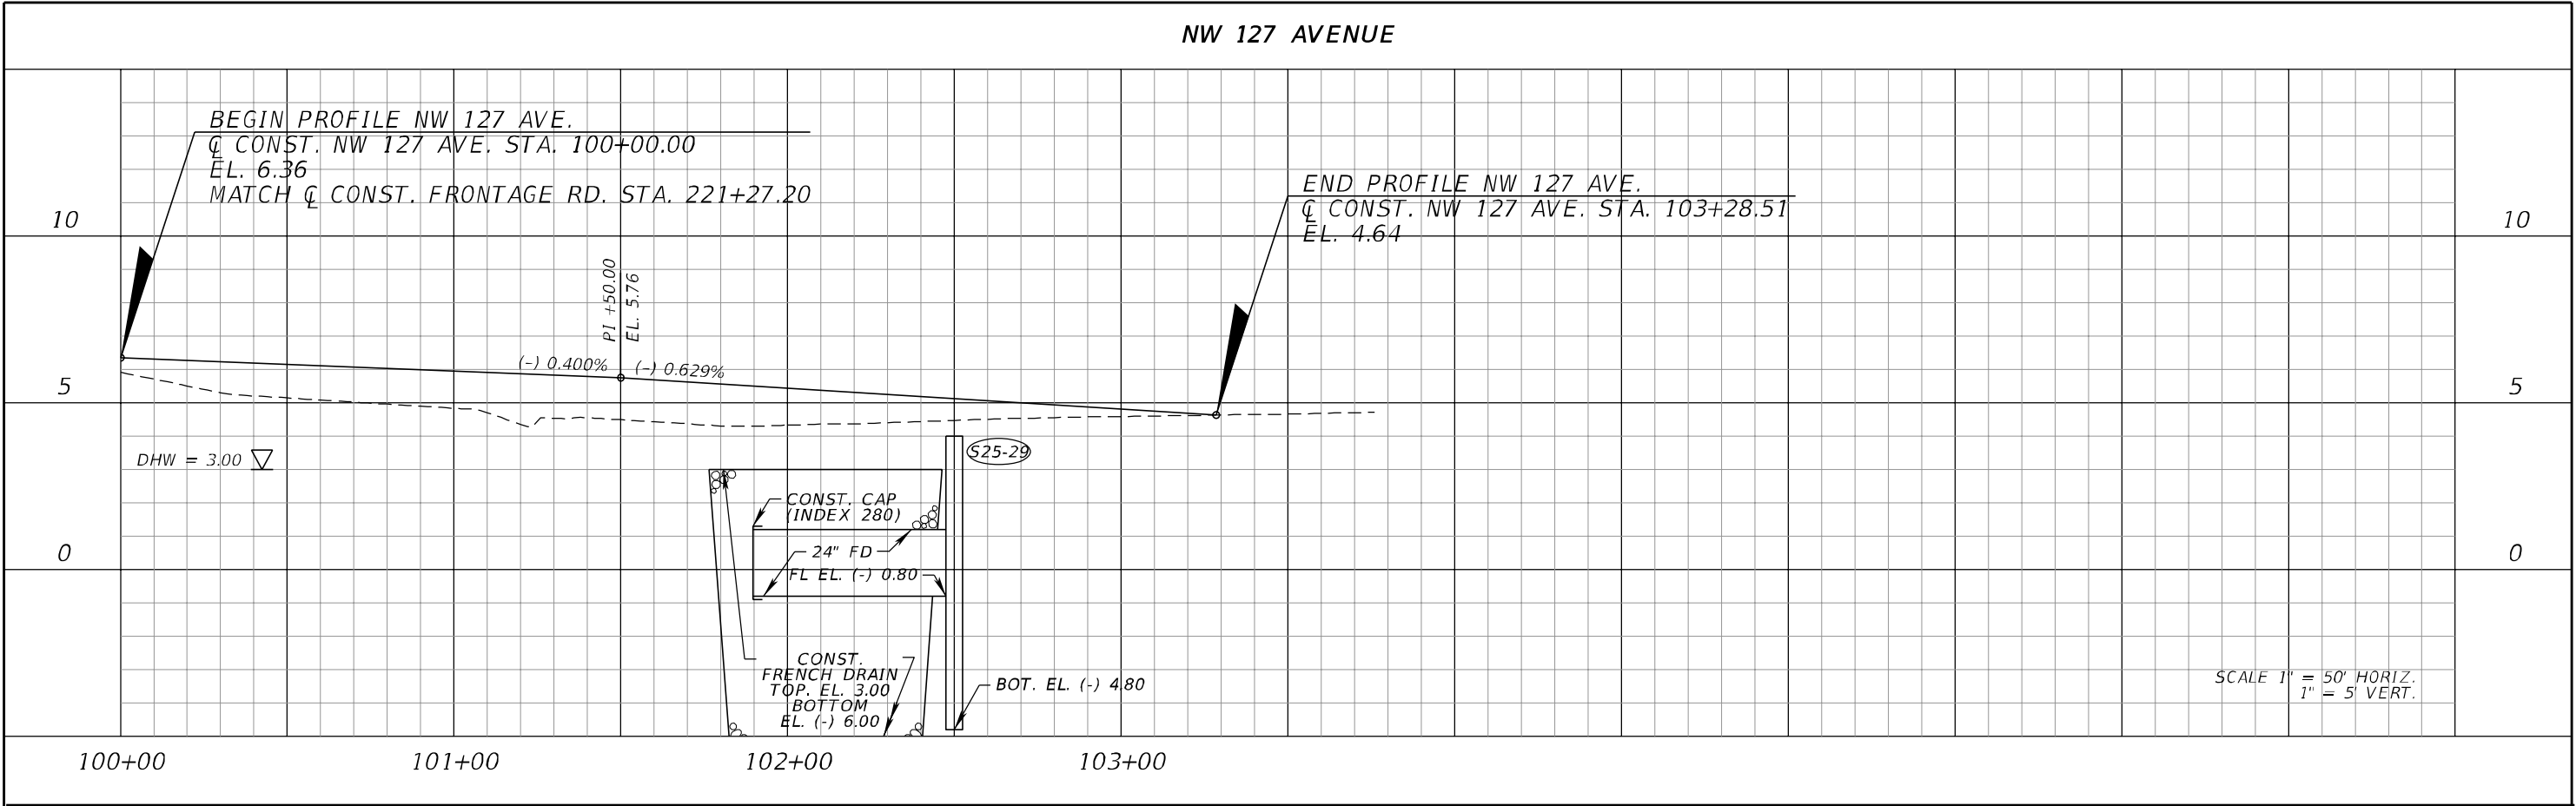 NW 127 AVENUE
BEGIN PROFILE NW 127 AVE.
℄ CONST. NW 127 AVE. STA. 100+00.00
EL. 6.36
MATCH ℄ CONST. FRONTAGE RD. STA. 221+27.20
END PROFILE NW 127 AVE.
℄ CONST. NW 127 AVE. STA. 103+28.51
EL. 4.64
10
10
PI +50.00
EL. 5.76
(-) 0.400%
(-) 0.629%
5
5
DHW = 3.00
S25-29
CONST. CAP
(INDEX 280)
24" FD
FL EL. (-) 0.80
0
0
CONST.
FRENCH DRAIN
TOP. EL. 3.00
BOTTOM
EL. (-) 6.00
BOT. EL. (-) 4.80
SCALE 1" = 50' HORIZ.
1" = 5' VERT.
100+00
101+00
102+00
103+00